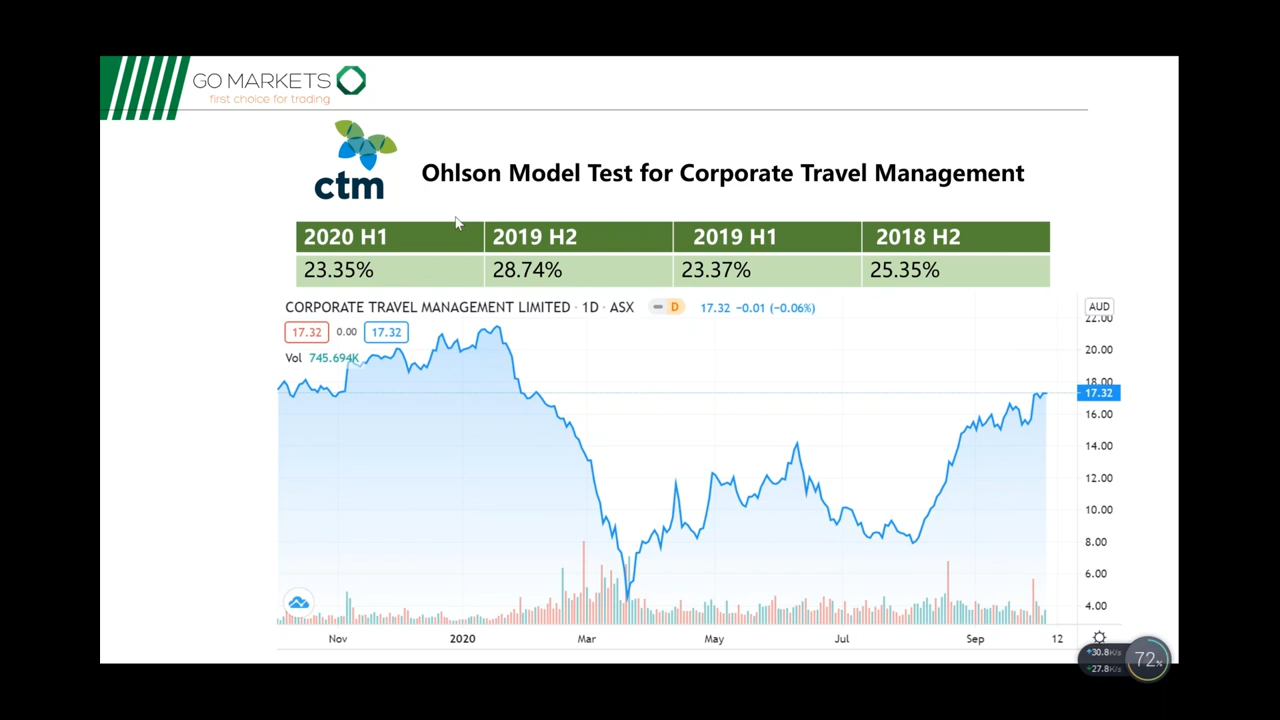 GO MARKETS
first choice for trading
ctm
Ohlson Model Test for Corporate Travel Management
2020 H1 2019 H2 2019 H1 2018 H2
23.35% 28.74% 23.37% 25.35%
CORPORATE TRAVEL MANAGEMENT LIMITED · 1D · ASX D 17.32 −0.01 (−0.06%) AUD
22.00
17.32 0.00 17.32
20.00
Vol 745.694K
18.00
17.32
16.00
14.00
12.00
10.00
8.00
6.00
4.00
Nov 2020 Mar May Jul Sep 12
30.8K/s
27.8K/s
72%